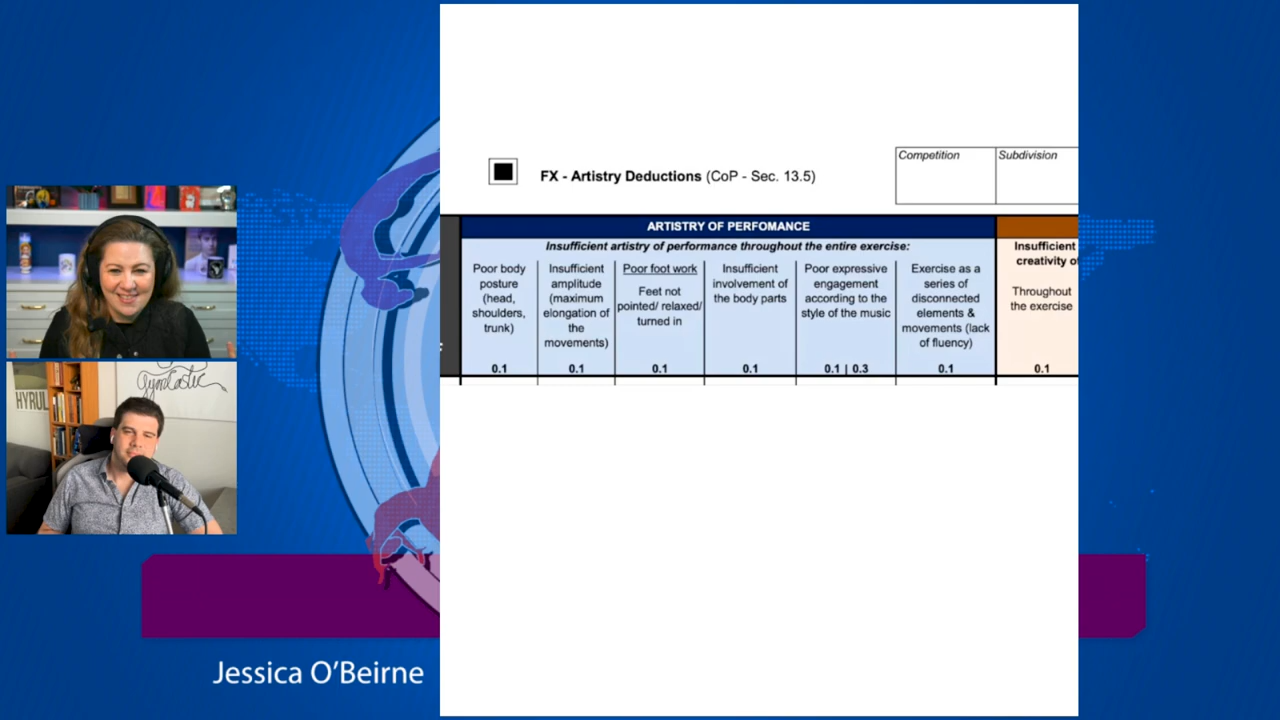 Competition
Subdivision
FX - Artistry Deductions (CoP - Sec. 13.5)
ARTISTRY OF PERFOMANCE
Insufficient artistry of performance throughout the entire exercise:
Poor body
posture
(head,
shoulders,
trunk)
0.1
Insufficient
amplitude
(maximum
elongation of
the
movements)
0.1
Poor foot work
Feet not
pointed/ relaxed/
turned in
0.1
Insufficient
involvement of
the body parts
0.1
Poor expressive
engagement
according to the
style of the music
0.1 | 0.3
Exercise as a
series of
disconnected
elements &
movements (lack
of fluency)
0.1
Insufficient
creativity of
Throughout
the exercise
0.1
HYRUL
GymCastic
Jessica O'Beirne